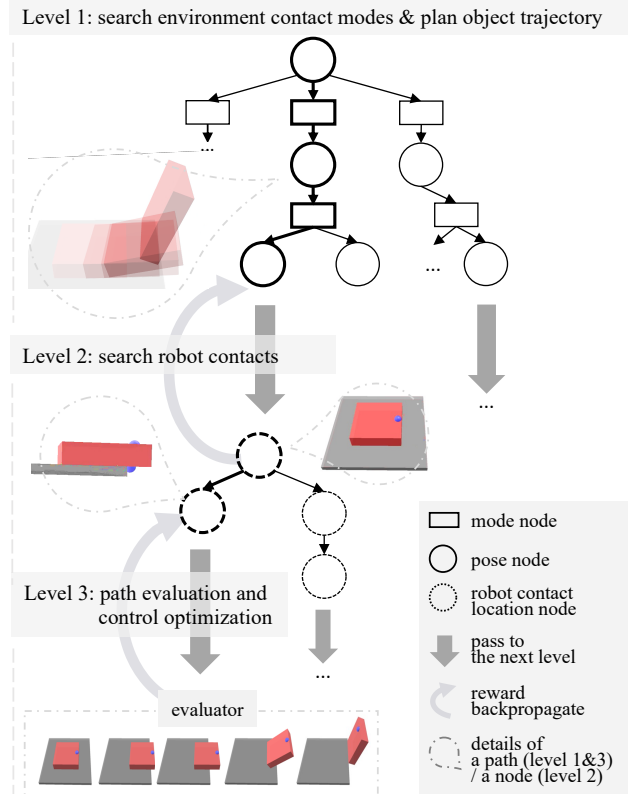 Level 1: search environment contact modes & plan object trajectory
...
...
Level 2: search robot contacts
...
mode node
pose node
robot contact
location node
Level 3: path evaluation and
control optimization
pass to
the next level
...
reward
backpropagate
evaluator
details of
a path (level 1&3)
/ a node (level 2)